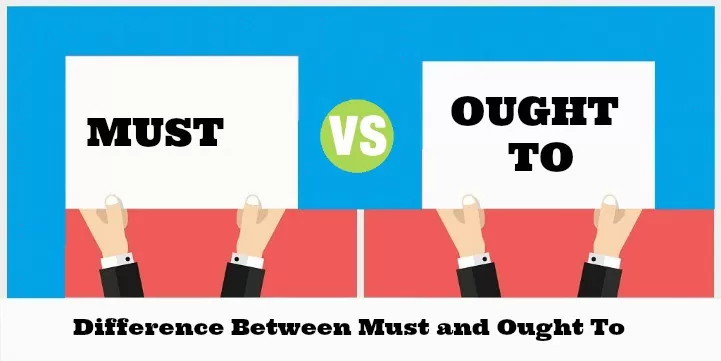 MUST
VS
OUGHT
TO
Difference Between Must and Ought To